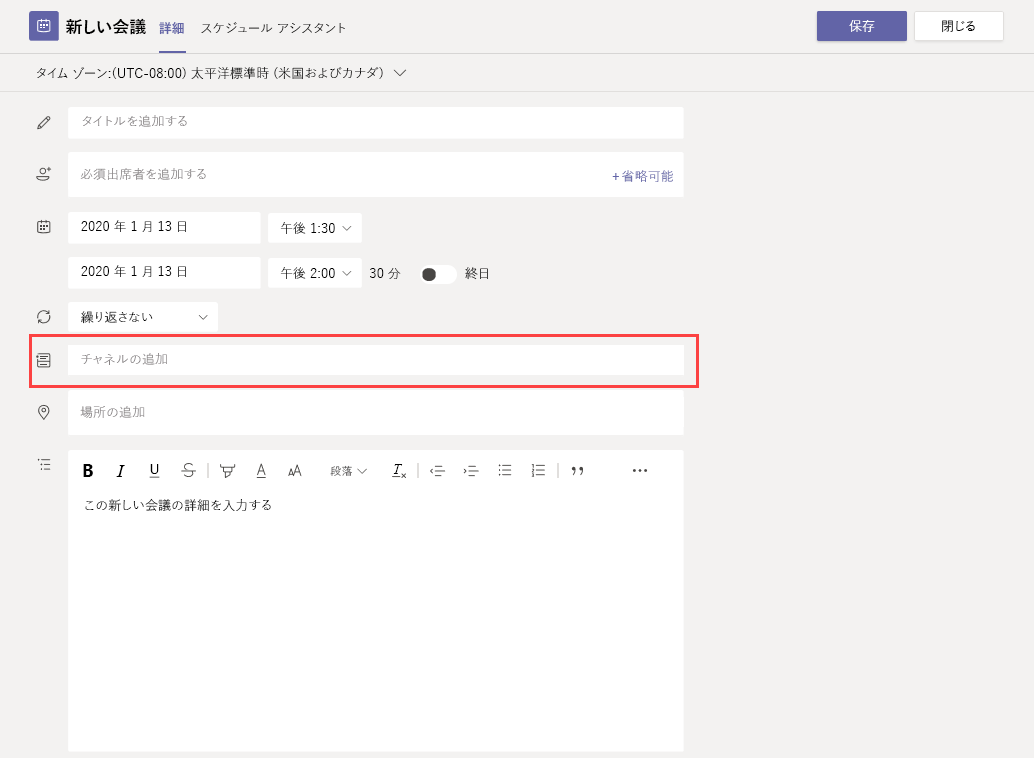 新しい会議 詳細 スケジュール アシスタント 保存 閉じる
タイム ゾーン:(UTC-08:00) 太平洋標準時 (米国およびカナダ)
タイトルを追加する
必須出席者を追加する +省略可能
2020 年 1 月 13 日 午後 1:30
2020 年 1 月 13 日 午後 2:00 30 分 終日
繰り返さない
チャネルの追加
場所の追加
B I U S A AA 段落 Tx
この新しい会議の詳細を入力する